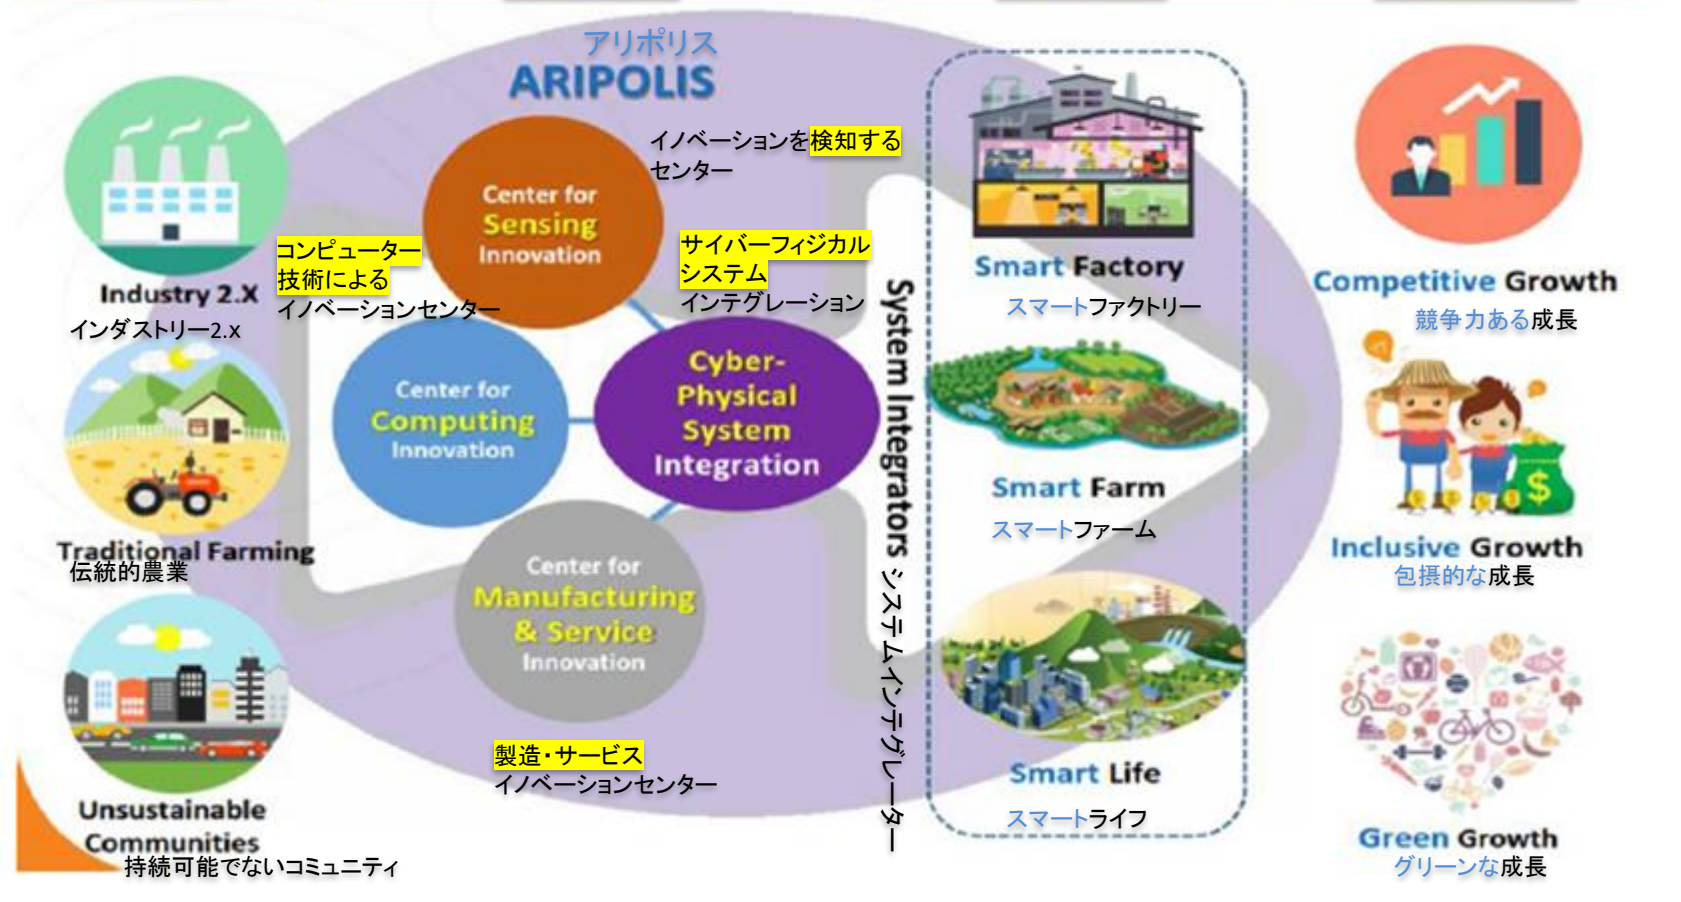 アリポリス
ARIPOLIS
Industry 2.X
インダストリー2.x
Traditional Farming
伝統的農業
Unsustainable
Communities
持続可能でないコミュニティ
イノベーションを検知する
センター
Center for
Sensing
Innovation
コンピューター
技術による
イノベーションセンター
Center for
Computing
Innovation
サイバーフィジカル
システム
インテグレーション
Cyber-
Physical
System
Integration
Center for
Manufacturing
& Service
Innovation
製造・サービス
イノベーションセンター
System Integrators システムインテグレーター
Smart Factory
スマートファクトリー
Smart Farm
スマートファーム
Smart Life
スマートライフ
Competitive Growth
競争力ある成長
$
Inclusive Growth
包摂的な成長
Green Growth
グリーンな成長